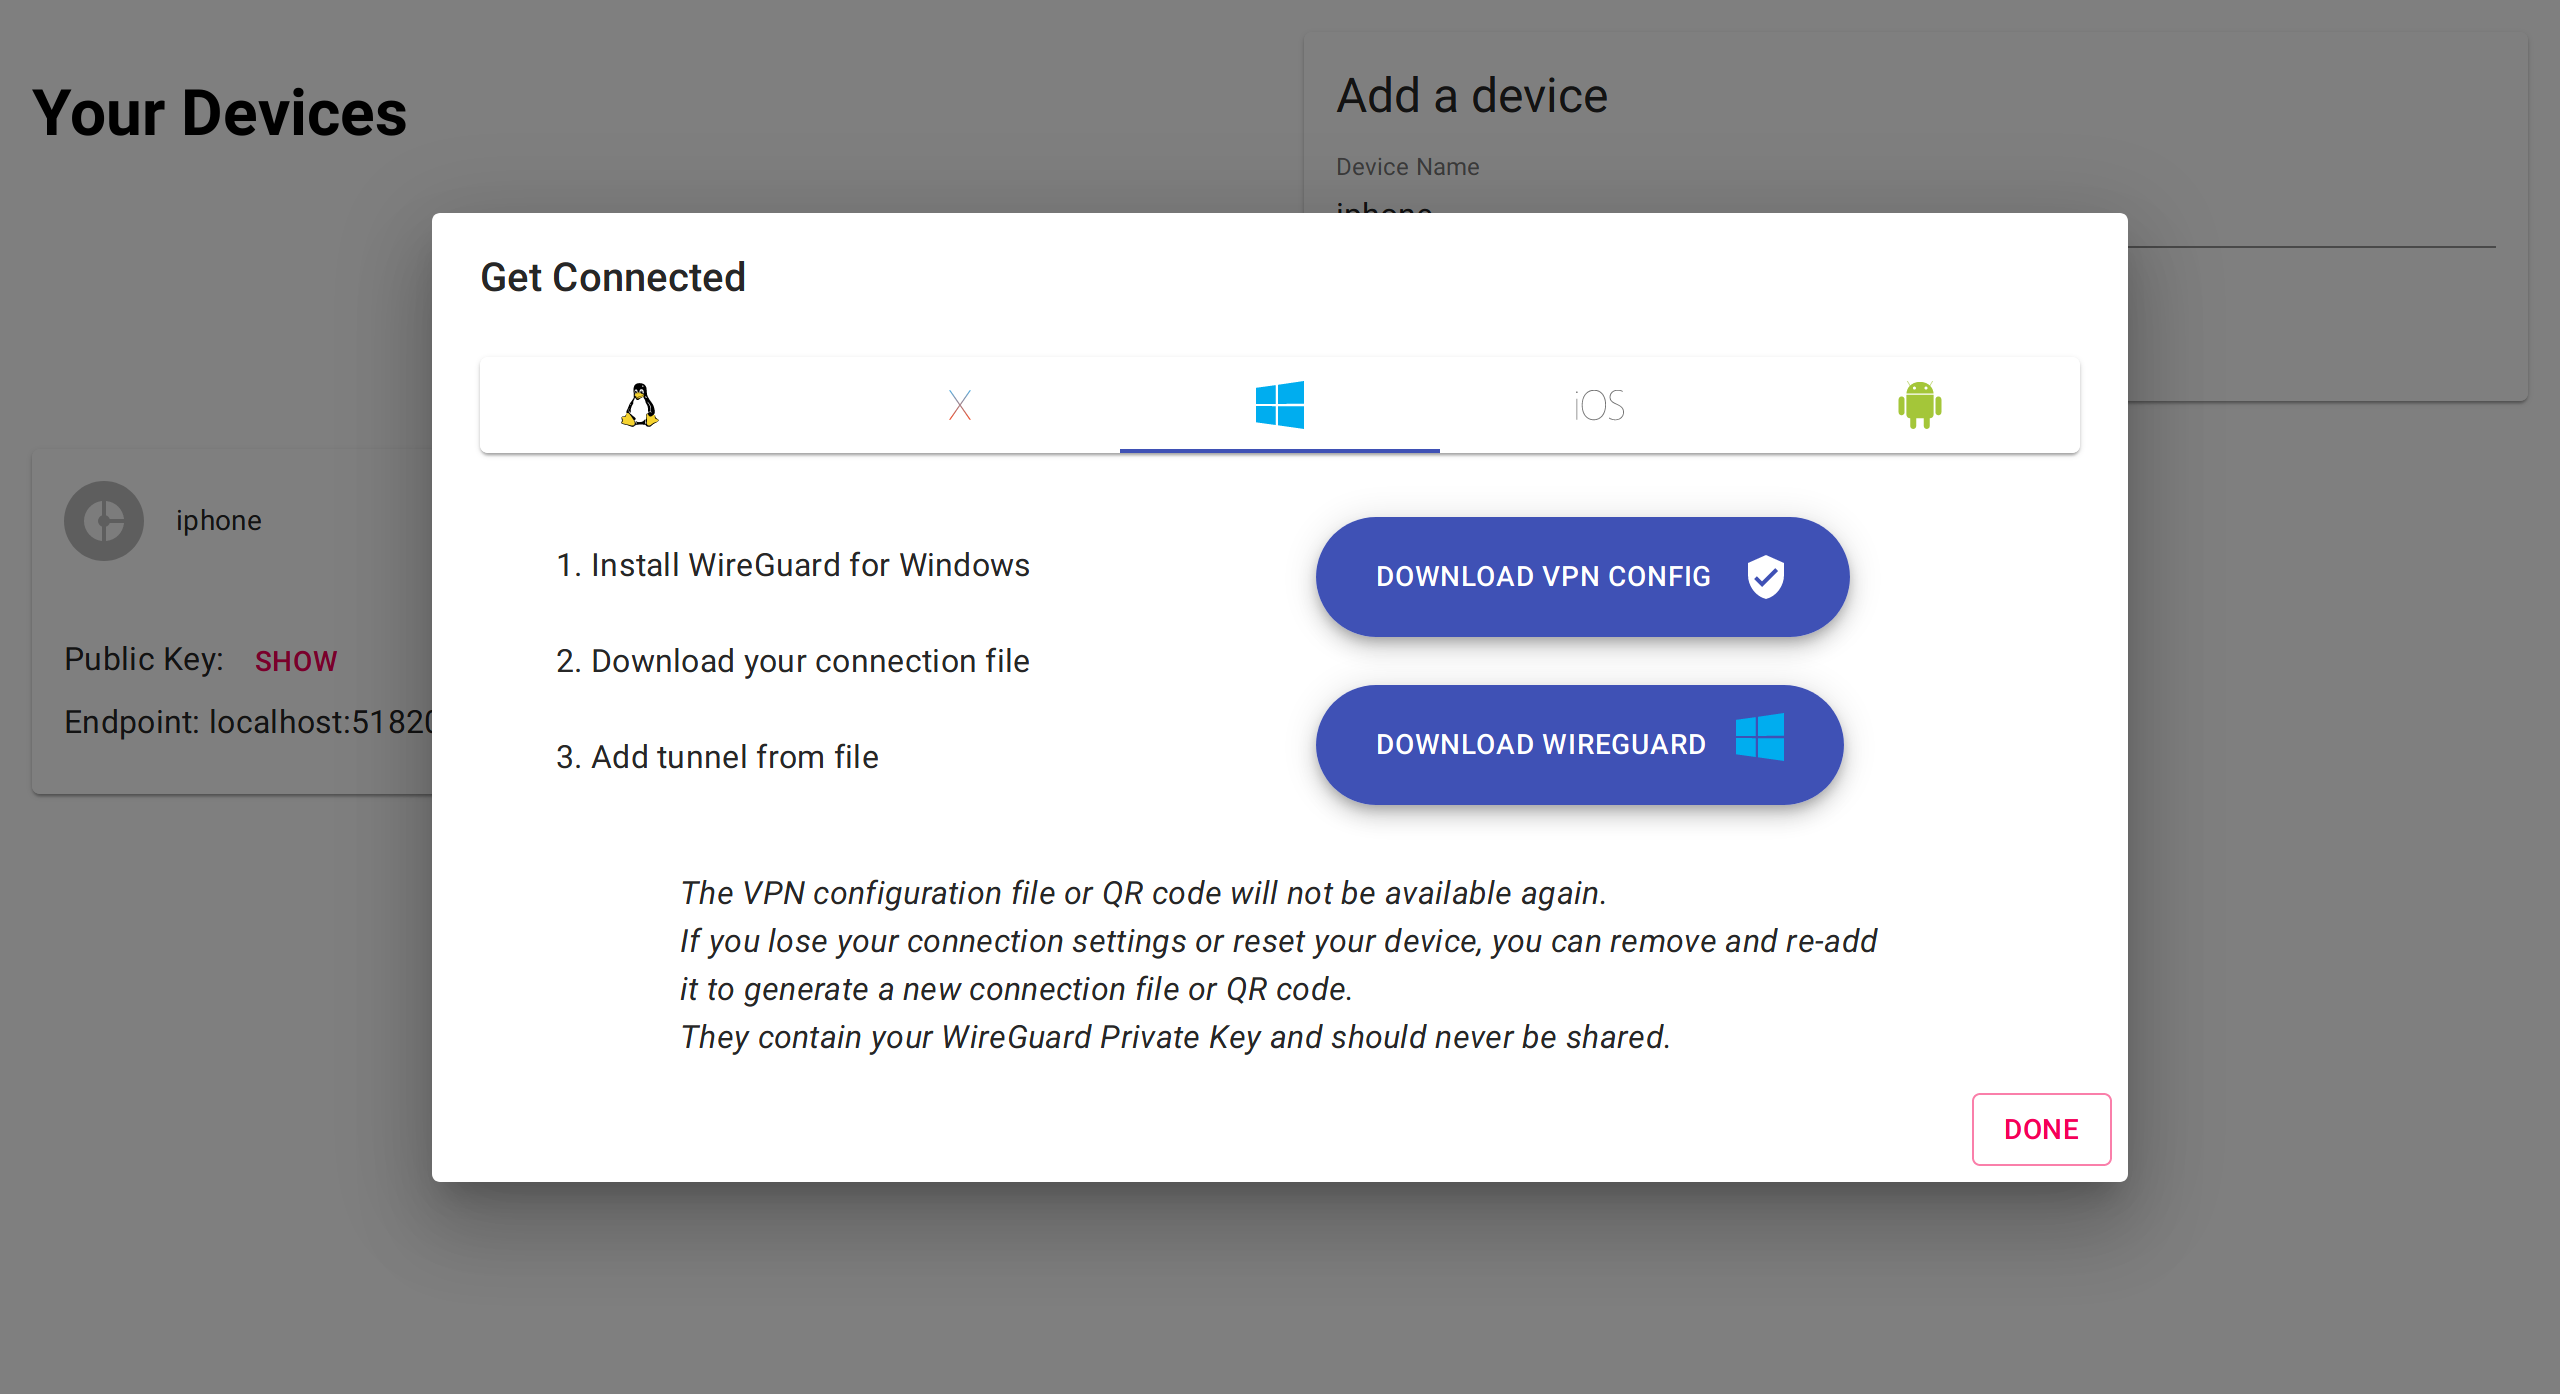 Your Devices
Add a device
Device Name
iphone
Get Connected
X
iOS
iphone
Public Key: SHOW
Endpoint: localhost:51820
1. Install WireGuard for Windows
2. Download your connection file
3. Add tunnel from file
DOWNLOAD VPN CONFIG
DOWNLOAD WIREGUARD
The VPN configuration file or QR code will not be available again.
If you lose your connection settings or reset your device, you can remove and re-add
it to generate a new connection file or QR code.
They contain your WireGuard Private Key and should never be shared.
DONE